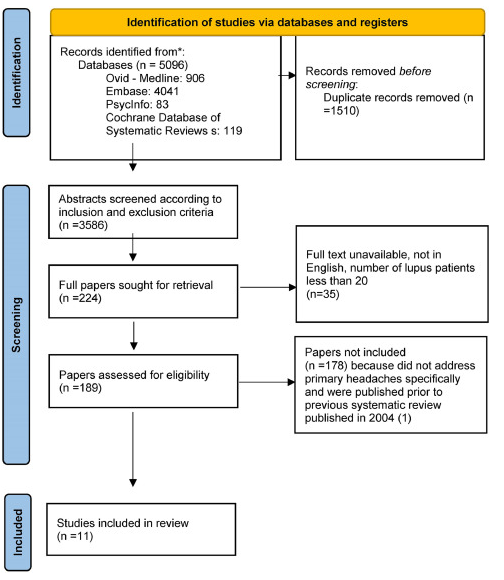 Identification of studies via databases and registers
Identification
Records identified from*:
Databases (n = 5096)
Ovid - Medline: 906
Embase: 4041
PsycInfo: 83
Cochrane Database of
Systematic Reviews s: 119
Records removed before
screening:
Duplicate records removed (n
=1510)
Screening
Abstracts screened according to
inclusion and exclusion criteria
(n =3586)
Full papers sought for retrieval
(n =224)
Full text unavailable, not in
English, number of lupus patients
less than 20
(n=35)
Papers assessed for eligibility
(n =189)
Papers not included
(n =178) because did not address
primary headaches specifically
and were published prior to
previous systematic review
published in 2004 (1)
Included
Studies included in review
(n =11)